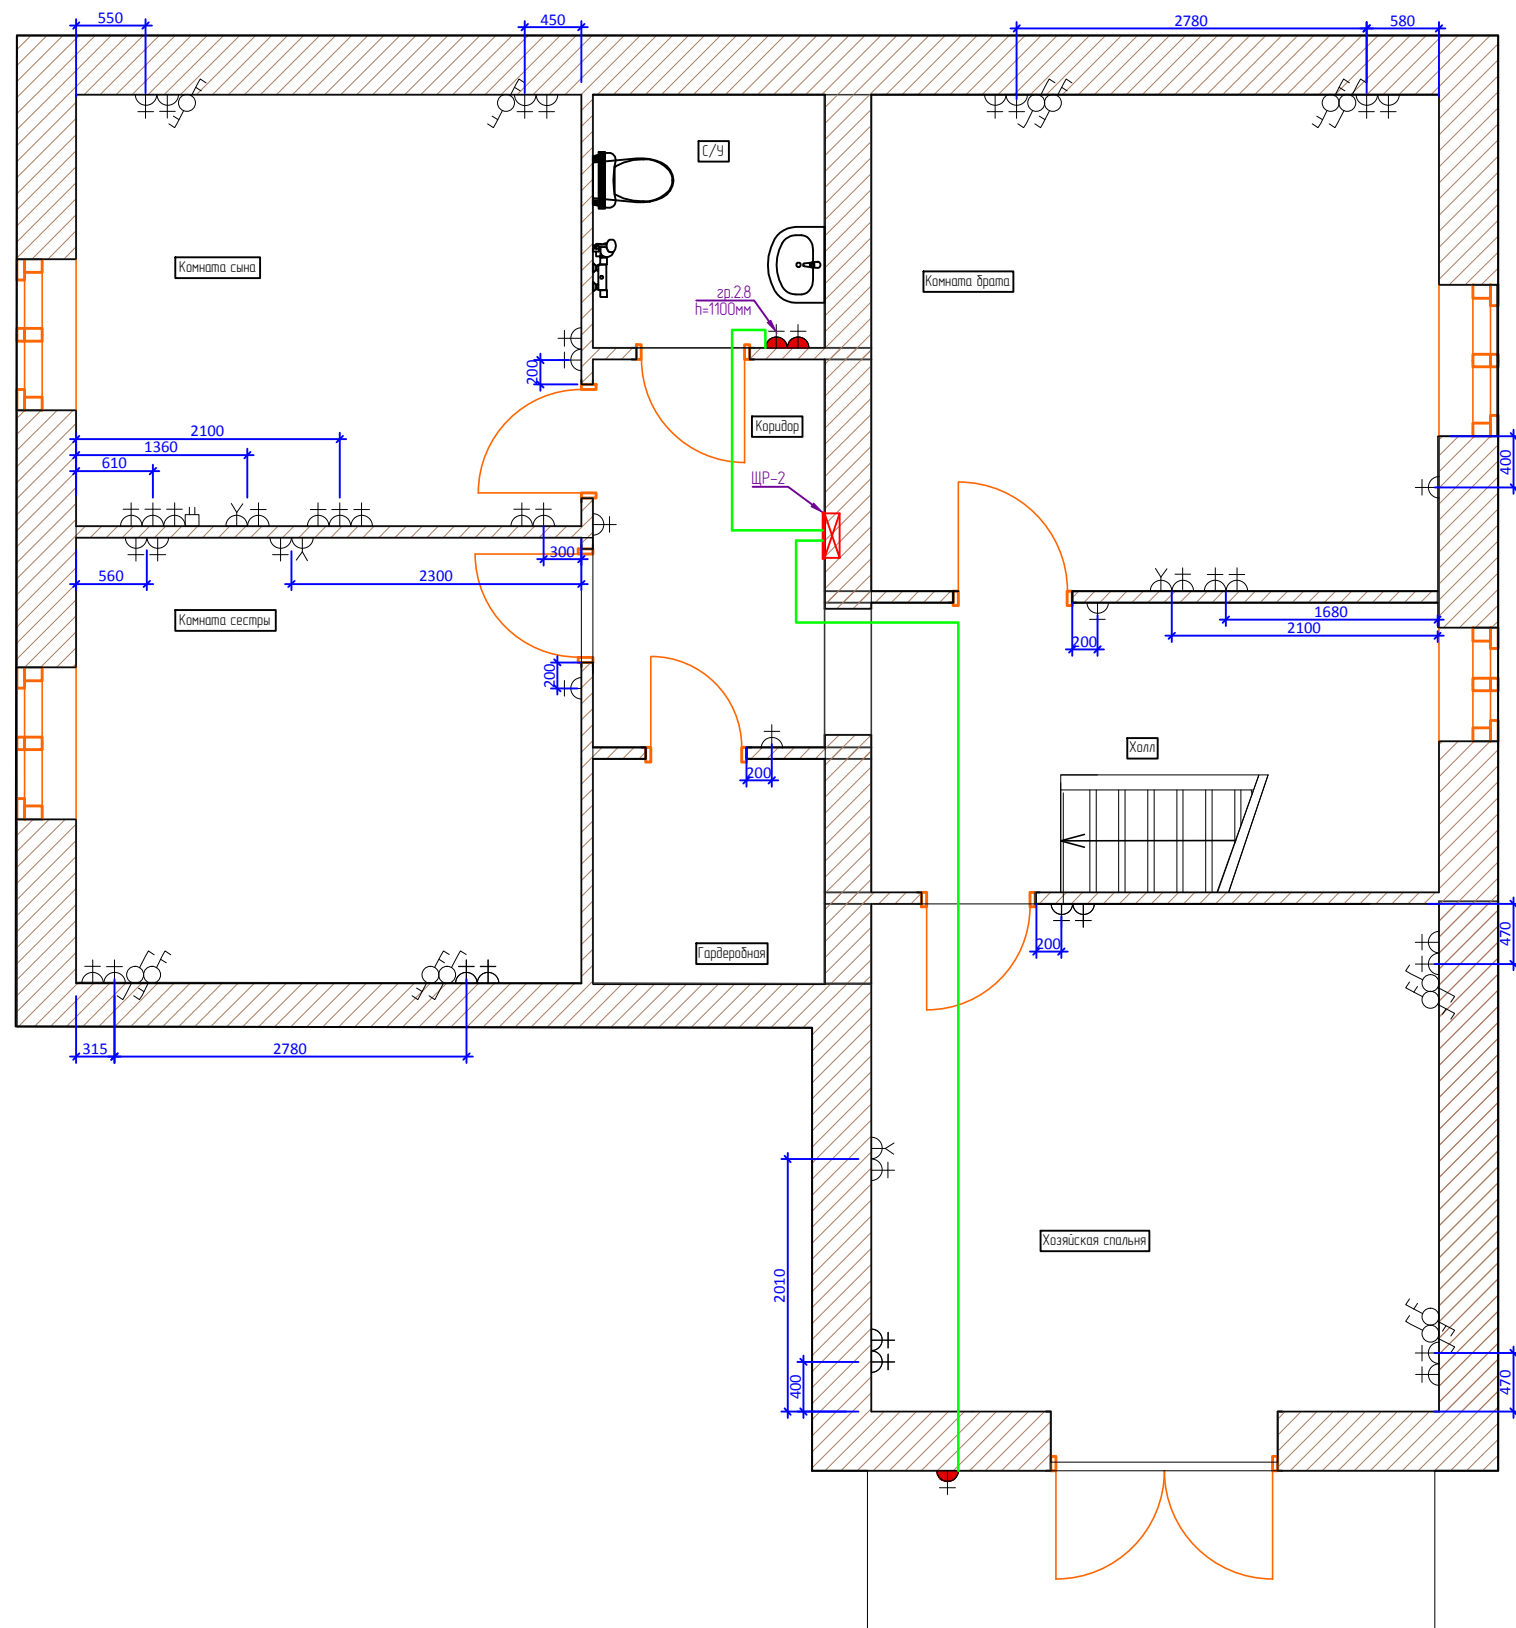 550
450
2780
580
С/У
Комната сына
Комната брата
гр.2.8
h=1100мм
200
Коридор
2100
1360
610
400
ЩР-2
300
560
2300
Комната сестры
1680
2100
200
200
Холл
200
Гардеробная
200
470
315
2780
Хозяйская спальня
2010
400
470